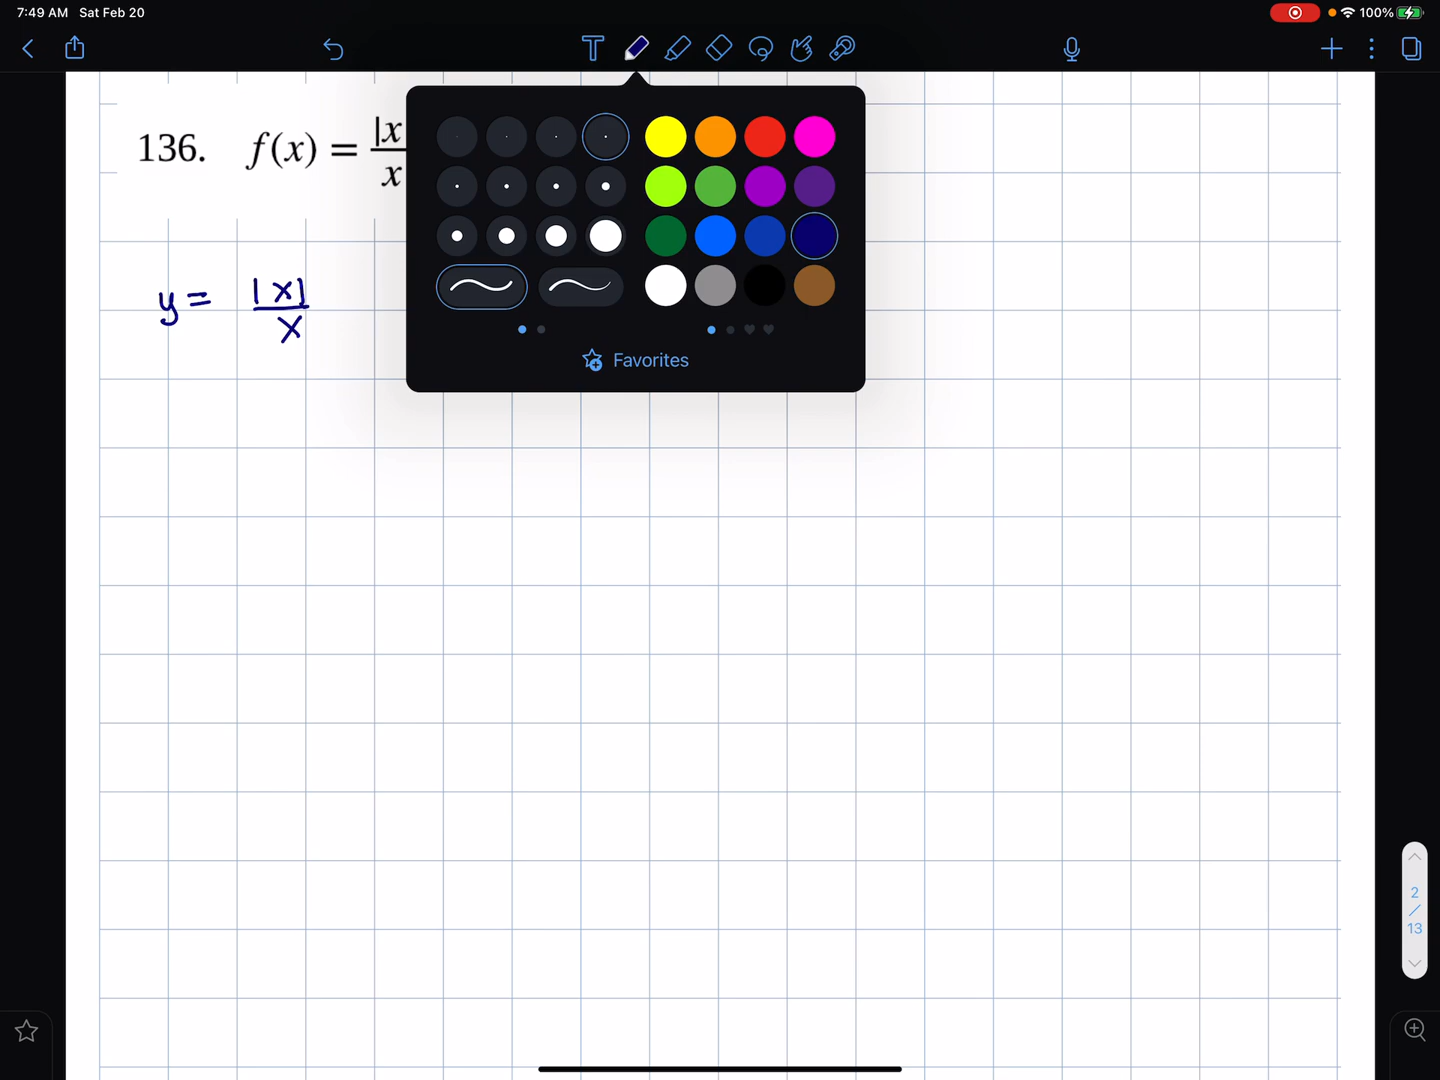 7:49 AM Sat Feb 20
100%
136. f(x) = |x
x
y = |x|
x
Favorites
2
/
13